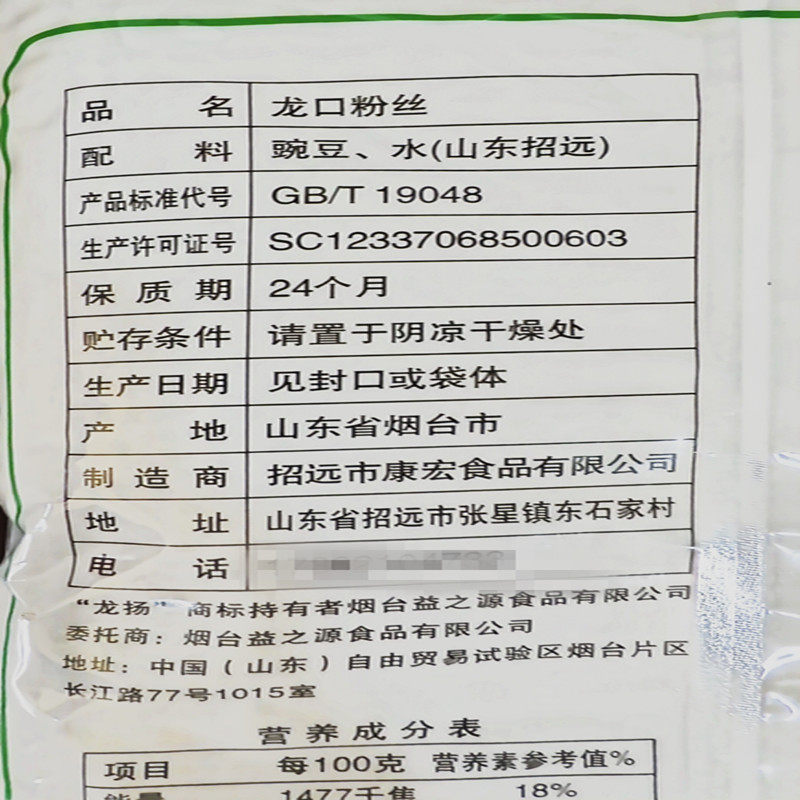 品名 龙口粉丝
配料 豌豆、水(山东招远)
产品标准代号 GB/T 19048
生产许可证号 SC12337068500603
保质期 24个月
贮存条件 请置于阴凉干燥处
生产日期 见封口或袋体
产地 山东省烟台市
制造商 招远市康宏食品有限公司
地址 山东省招远市张星镇东石家村
电话
“龙扬”商标持有者烟台益之源食品有限公司
委托商：烟台益之源食品有限公司
地址：中国（山东）自由贸易试验区烟台片区
长江路77号1015室
营养成分表
项目 每100克 营养素参考值%
能量 1477千焦 18%